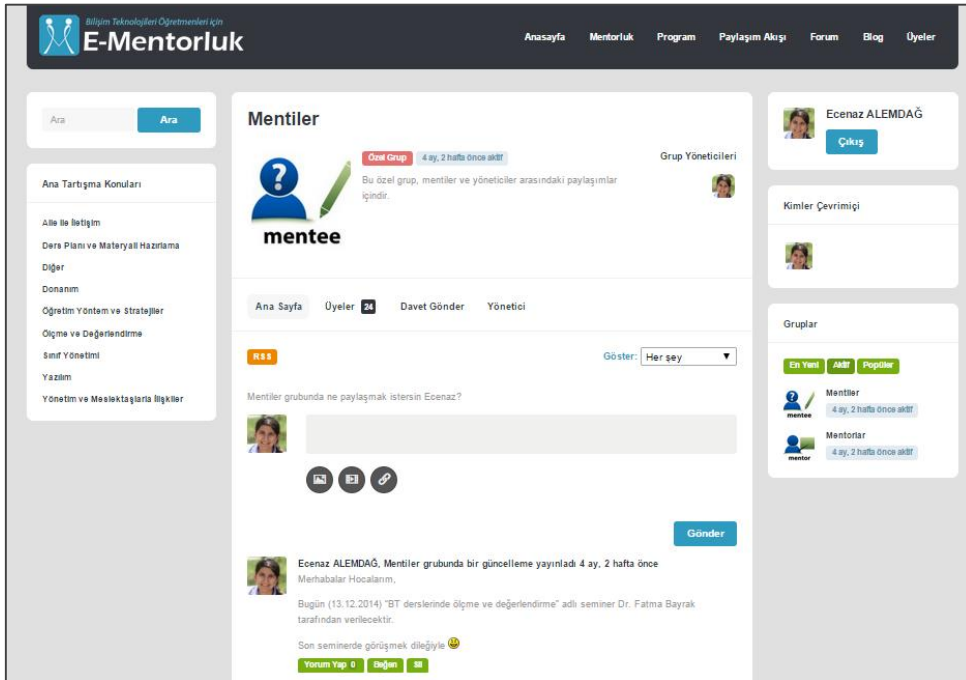 Bilişim Teknolojileri Öğretmenleri için
E-Mentorluk
Anasayfa Mentorluk Program Paylaşım Akışı Forum Blog Üyeler
Ara Ara
Ana Tartışma Konuları
Aile ile İletişim
Ders Planı ve Materyali Hazırlama
Diğer
Donanım
Öğretim Yöntem ve Stratejiler
Ölçme ve Değerlendirme
Sınıf Yönetimi
Yazılım
Yönetim ve Meslektaşlarla İlişkiler
Mentiler
?
mentee
Özel Grup 4 ay, 2 hafta önce aktif
Bu özel grup, mentiler ve yöneticiler arasındaki paylaşımlar
içindir.
Grup Yöneticileri
Ana Sayfa Üyeler 24 Davet Gönder Yönetici
RSS
Göster: Her şey
Mentiler grubunda ne paylaşmak istersin Ecenaz?
Gönder
Ecenaz ALEMDAĞ, Mentiler grubunda bir güncelleme yayınladı 4 ay, 2 hafta önce
Merhabalar Hocalarım,
Bugün (13.12.2014) "BT derslerinde ölçme ve değerlendirme" adlı seminer Dr. Fatma Bayrak
tarafından verilecektir.
Son seminerde görüşmek dileğiyle
Yorum Yap 0 Beğen Sil
Ecenaz ALEMDAĞ
Çıkış
Kimler Çevrimiçi
Gruplar
En Yeni Aktif Popüler
?
mentee
Mentiler
4 ay, 2 hafta önce aktif
mentor
Mentorlar
4 ay, 2 hafta önce aktif